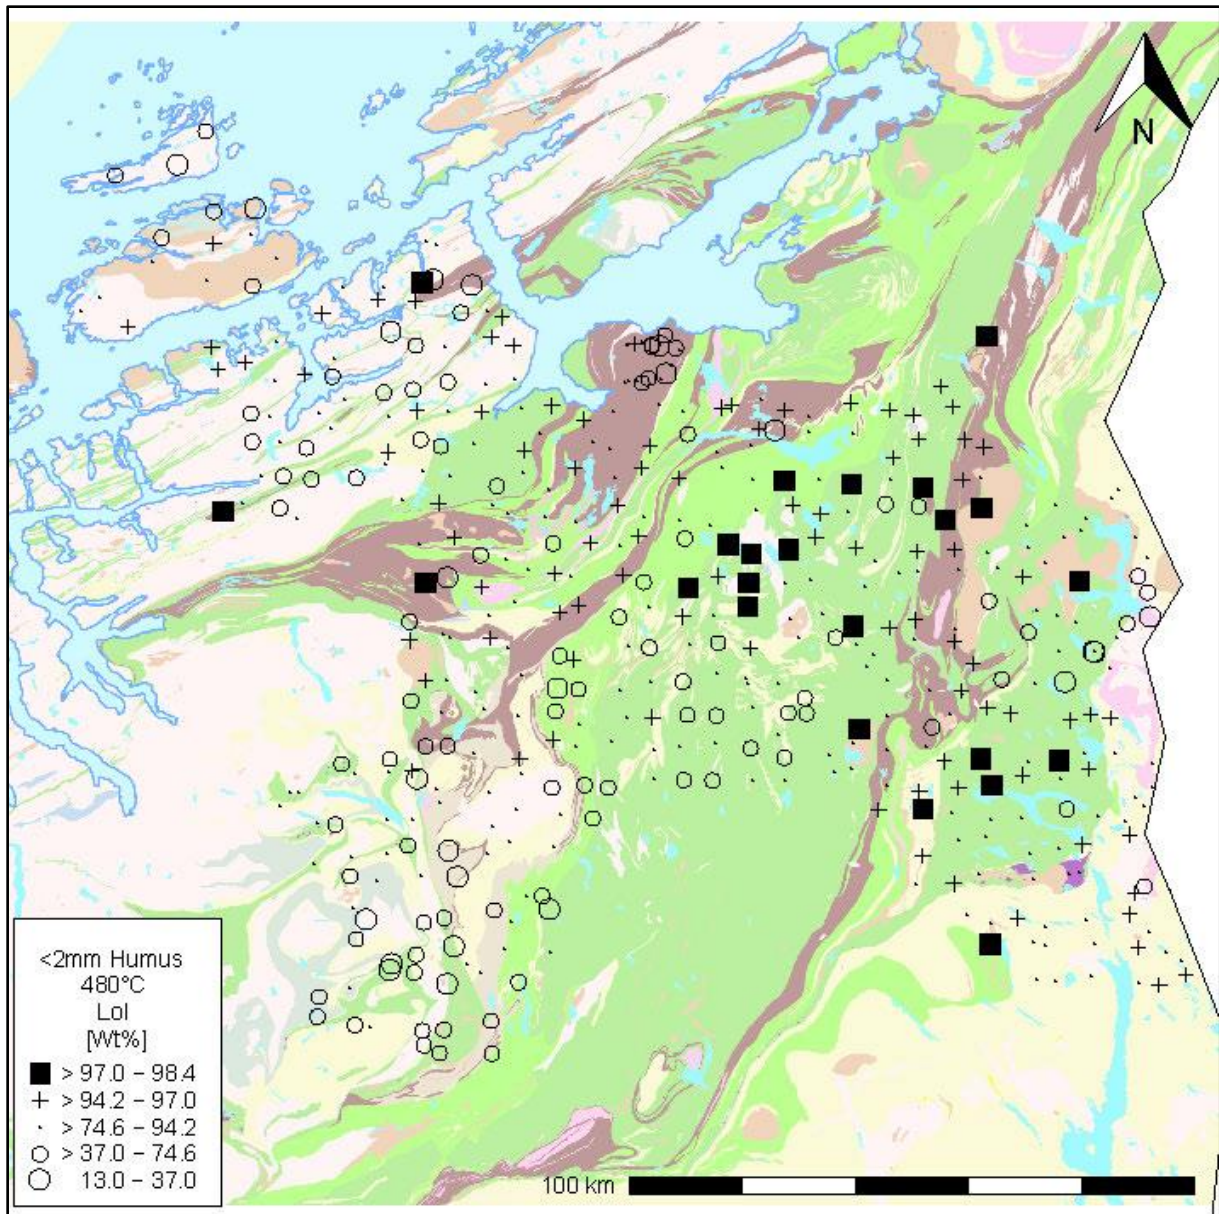 N
<2mm Humus
480°C
LoI
[Wt%]
> 97.0 – 98.4
> 94.2 – 97.0
> 74.6 – 94.2
> 37.0 – 74.6
13.0 – 37.0
100 km